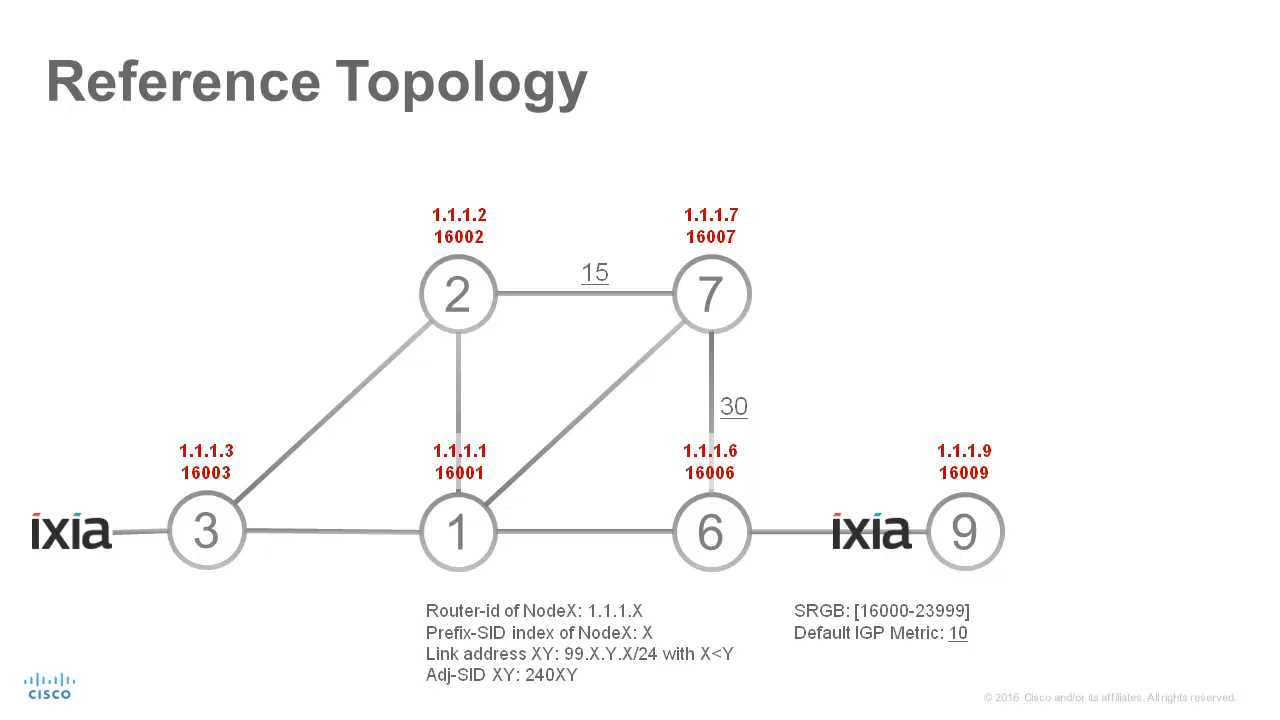 Reference Topology
1.1.1.2
16002
1.1.1.7
16007
2
15
7
30
1.1.1.3
16003
1.1.1.1
16001
1.1.1.6
16006
1.1.1.9
16009
ixia
3
1
6
ixia
9
Router-id of NodeX: 1.1.1.X
Prefix-SID index of NodeX: X
Link address XY: 99.X.Y.X/24 with X<Y
Adj-SID XY: 240XY
SRGB: [16000-23999]
Default IGP Metric: 10
CISCO
© 2016 Cisco and/or its affiliates. All rights reserved.